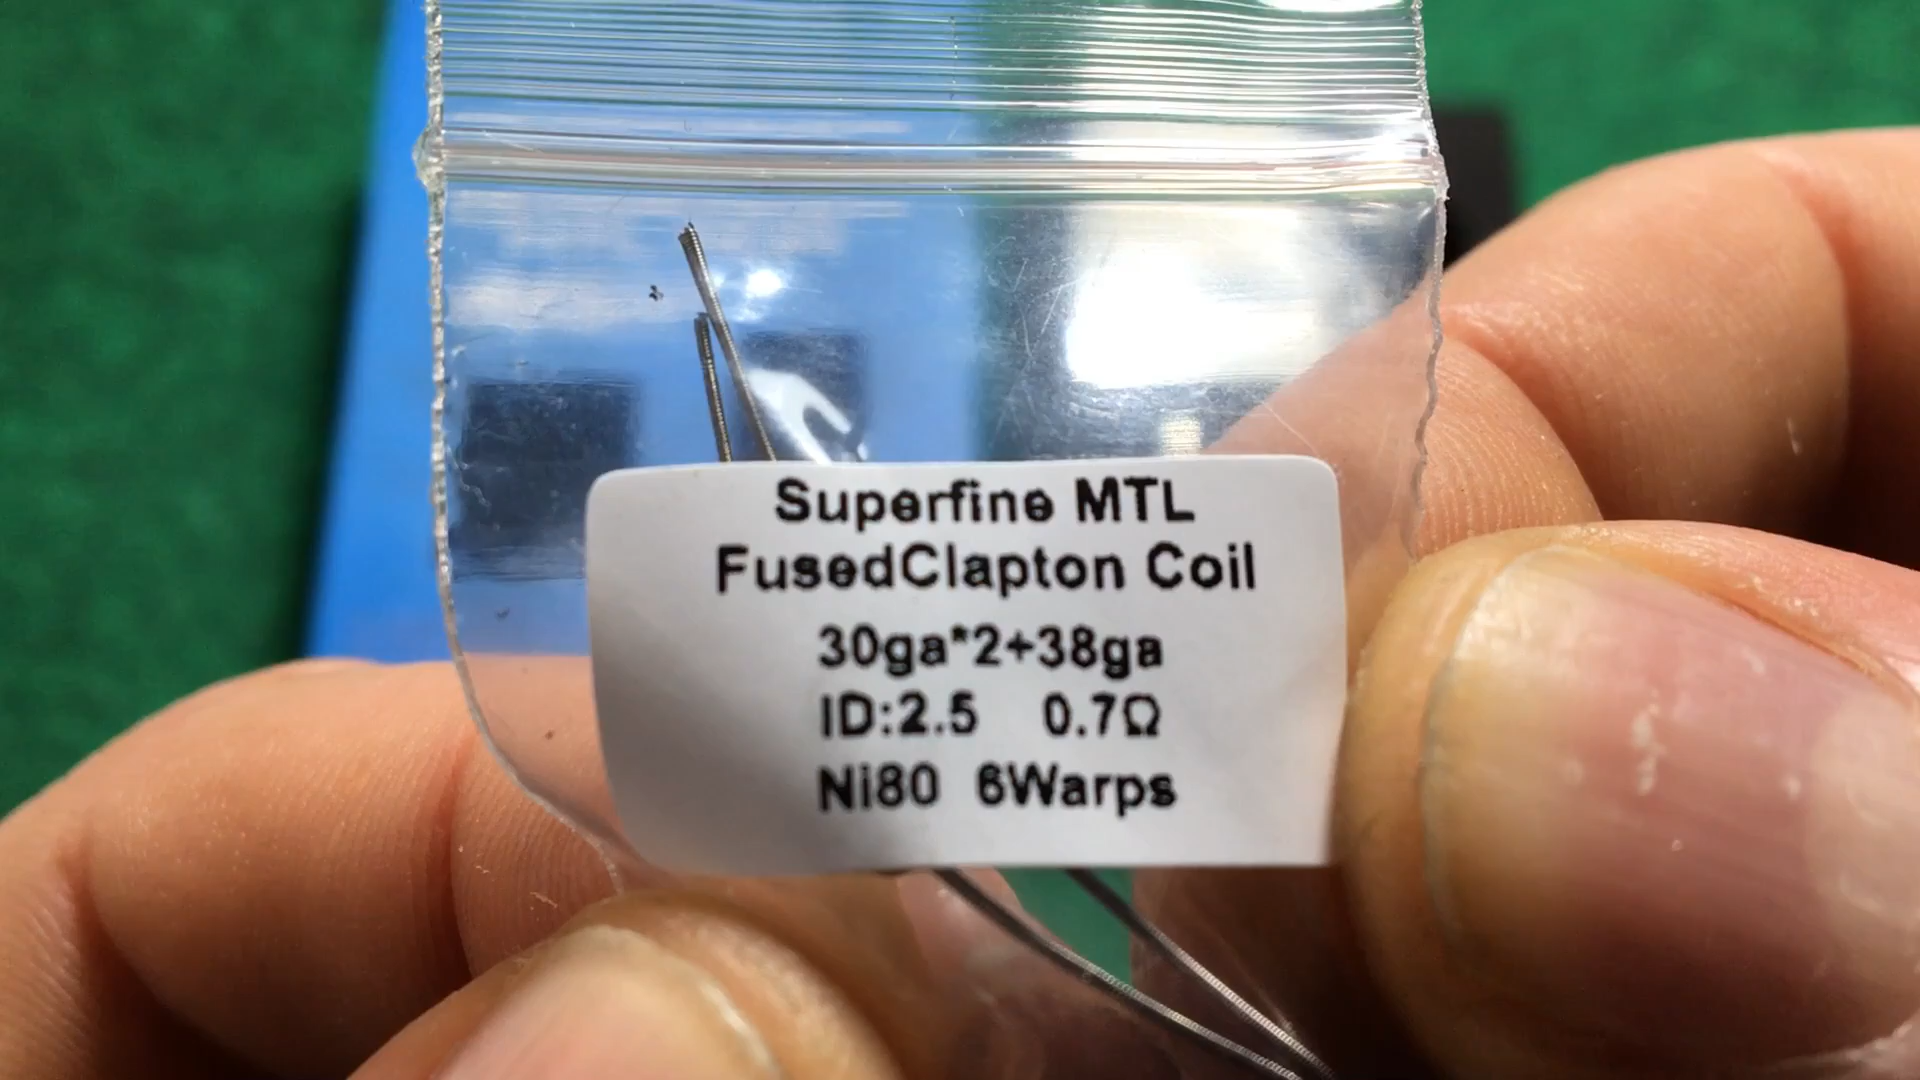 Superfine MTL
FusedClapton Coil
30ga*2+38ga
ID:2.5 0.7Ω
Ni80 6Warps